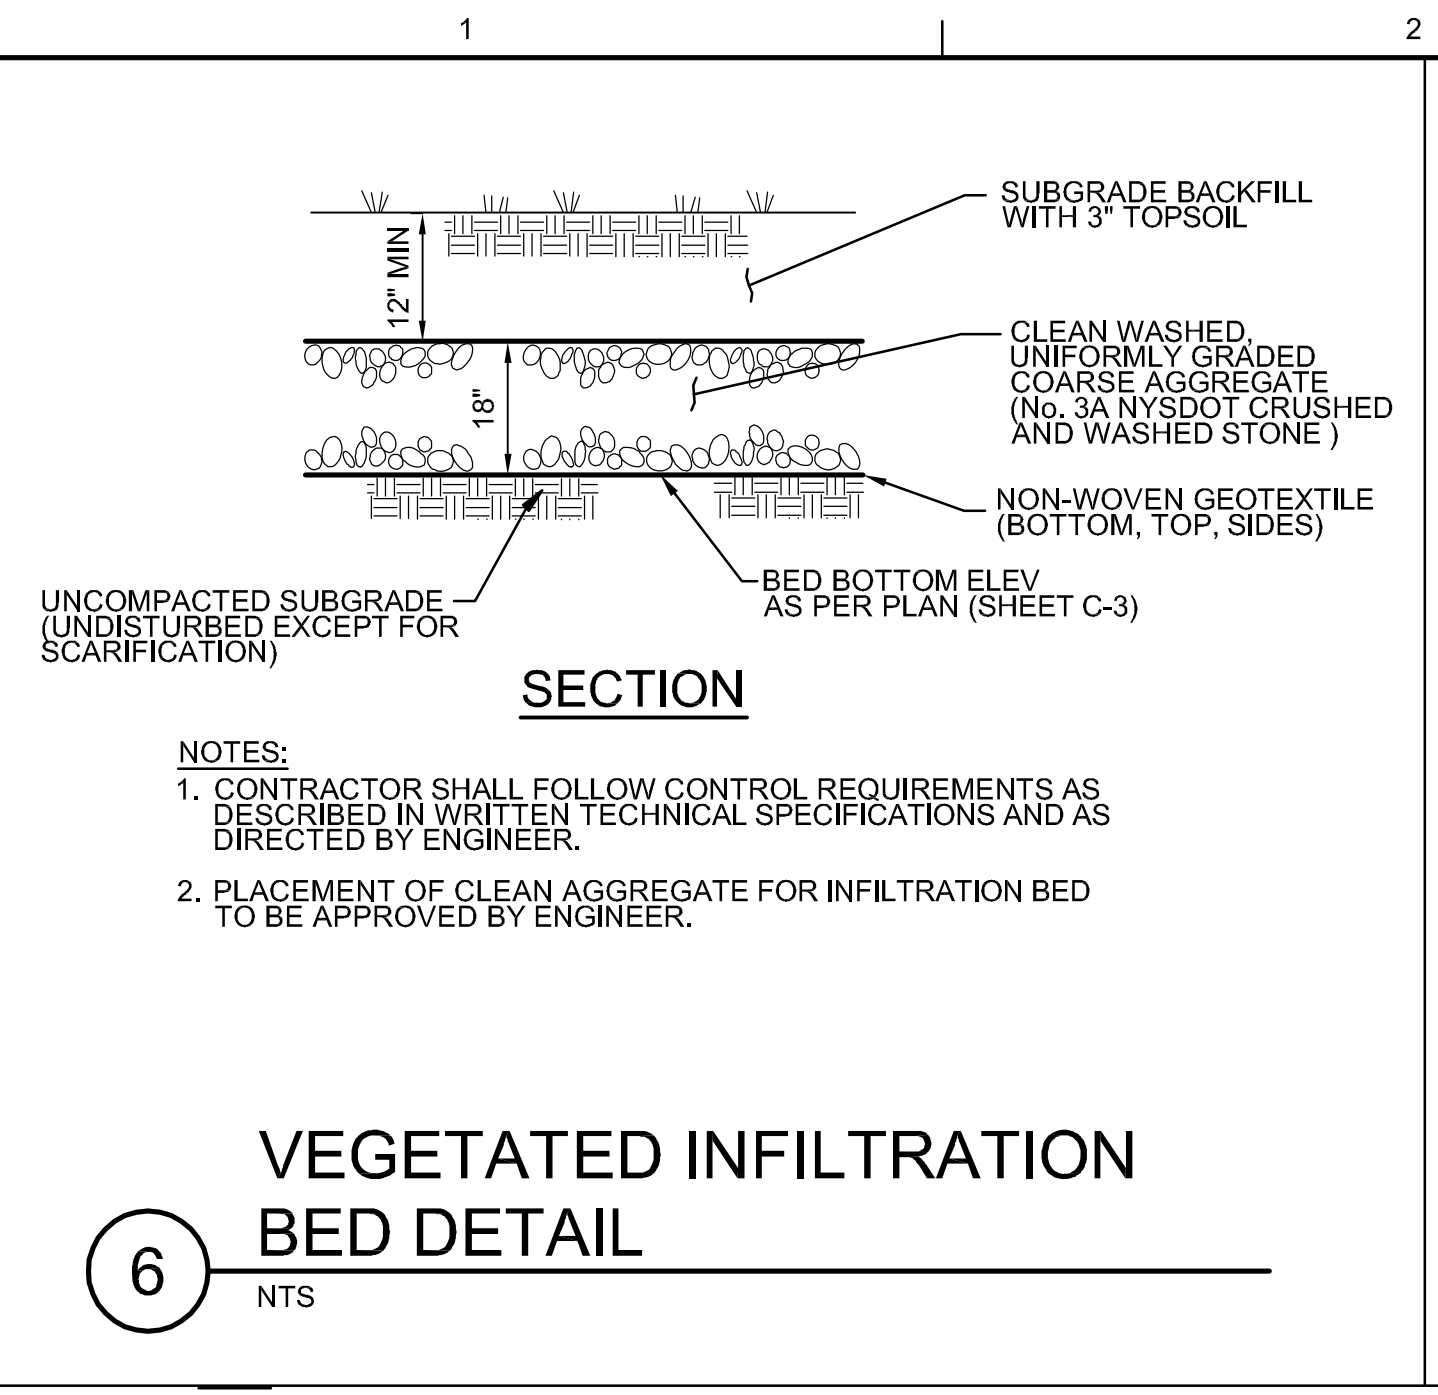 1
2
SUBGRADE BACKFILL
WITH 3" TOPSOIL
12" MIN
CLEAN WASHED,
UNIFORMLY GRADED
COARSE AGGREGATE
(No. 3A NYSDOT CRUSHED
AND WASHED STONE )
18"
NON-WOVEN GEOTEXTILE
(BOTTOM, TOP, SIDES)
BED BOTTOM ELEV
AS PER PLAN (SHEET C-3)
UNCOMPACTED SUBGRADE
(UNDISTURBED EXCEPT FOR
SCARIFICATION)
SECTION
NOTES:
1. CONTRACTOR SHALL FOLLOW CONTROL REQUIREMENTS AS
DESCRIBED IN WRITTEN TECHNICAL SPECIFICATIONS AND AS
DIRECTED BY ENGINEER.
2. PLACEMENT OF CLEAN AGGREGATE FOR INFILTRATION BED
TO BE APPROVED BY ENGINEER.
VEGETATED INFILTRATION
BED DETAIL
6
NTS